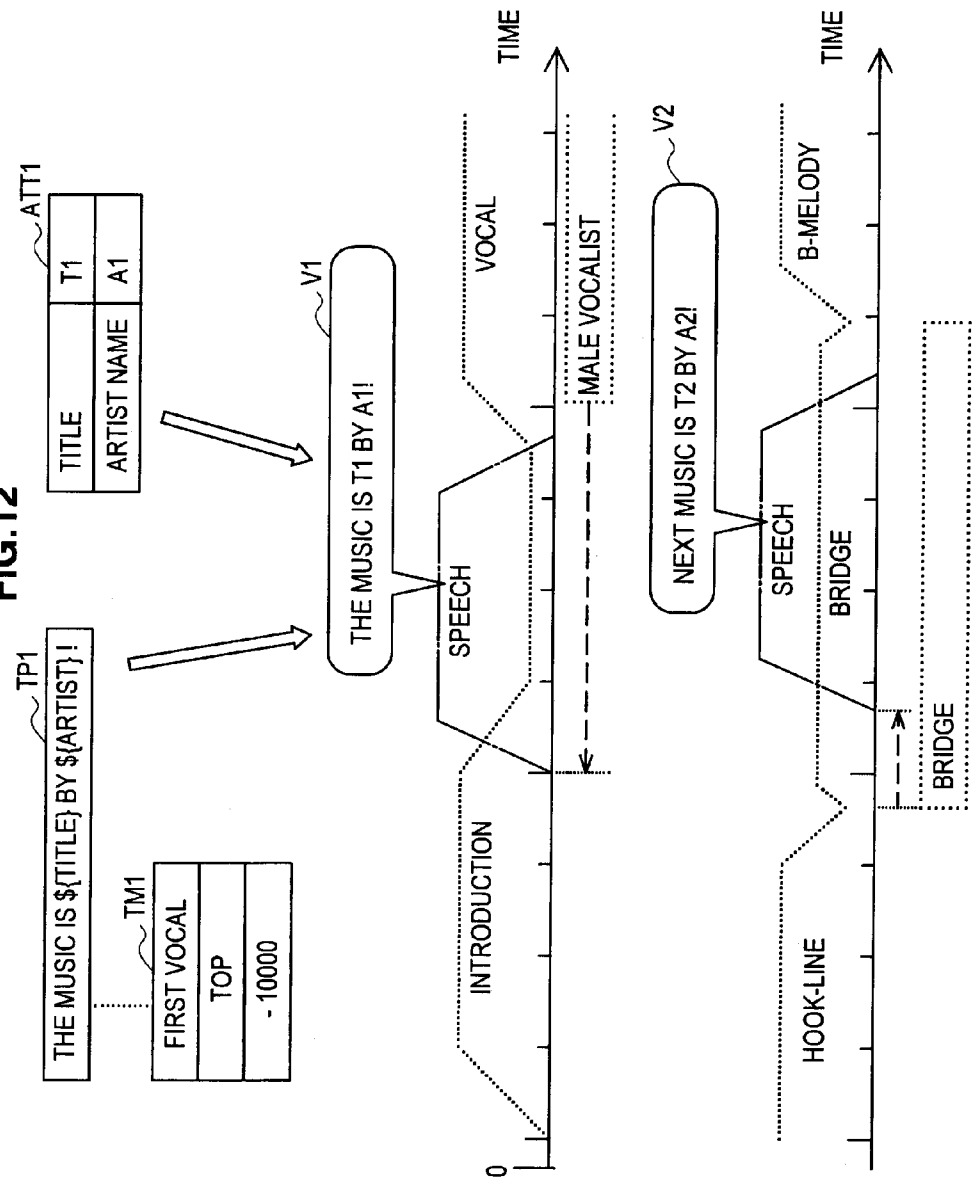 FIG.12
TP1
THE MUSIC IS ${TITLE} BY ${ARTIST} !
TM1
FIRST VOCAL
TOP
- 10000
ATT1
TITLE T1
ARTIST NAME A1
V1
THE MUSIC IS T1 BY A1!
SPEECH
INTRODUCTION
VOCAL
0
TIME
MALE VOCALIST
V2
NEXT MUSIC IS T2 BY A2!
SPEECH
HOOK-LINE
BRIDGE
B-MELODY
TIME
BRIDGE